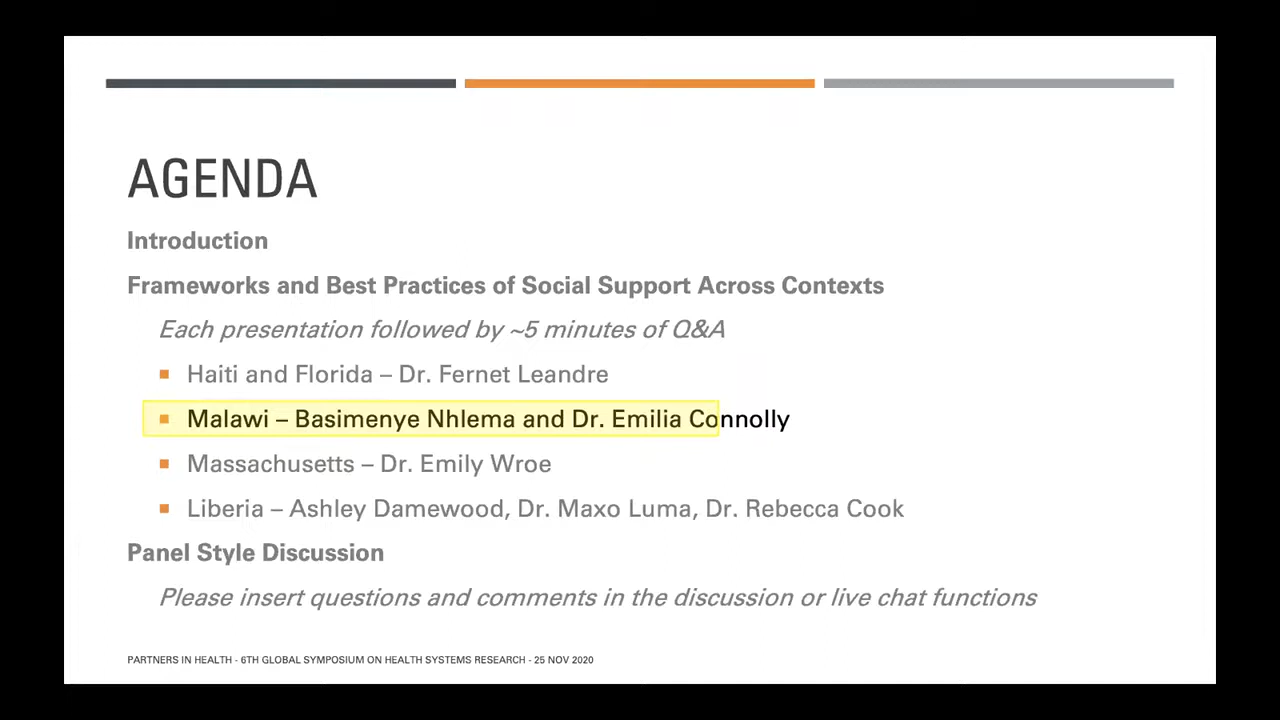 AGENDA
Introduction
Frameworks and Best Practices of Social Support Across Contexts
Each presentation followed by ~5 minutes of Q&A
Haiti and Florida – Dr. Fernet Leandre
Malawi – Basimenye Nhlema and Dr. Emilia Connolly
Massachusetts – Dr. Emily Wroe
Liberia – Ashley Damewood, Dr. Maxo Luma, Dr. Rebecca Cook
Panel Style Discussion
Please insert questions and comments in the discussion or live chat functions
PARTNERS IN HEALTH - 6TH GLOBAL SYMPOSIUM ON HEALTH SYSTEMS RESEARCH - 25 NOV 2020